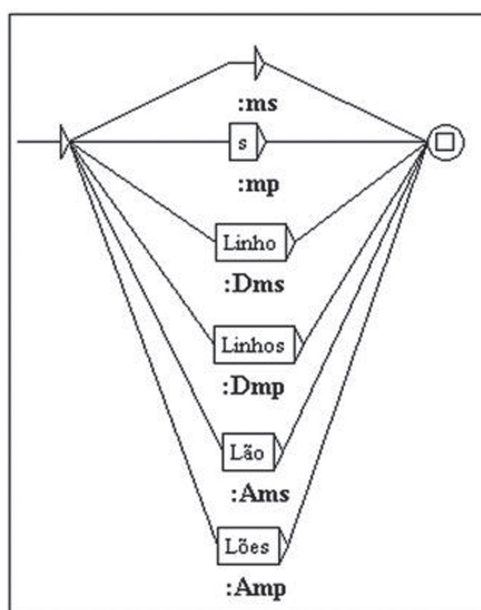 :ms
s
:mp
Linho
:Dms
Linhos
:Dmp
Lão
:Ams
Lões
:Amp